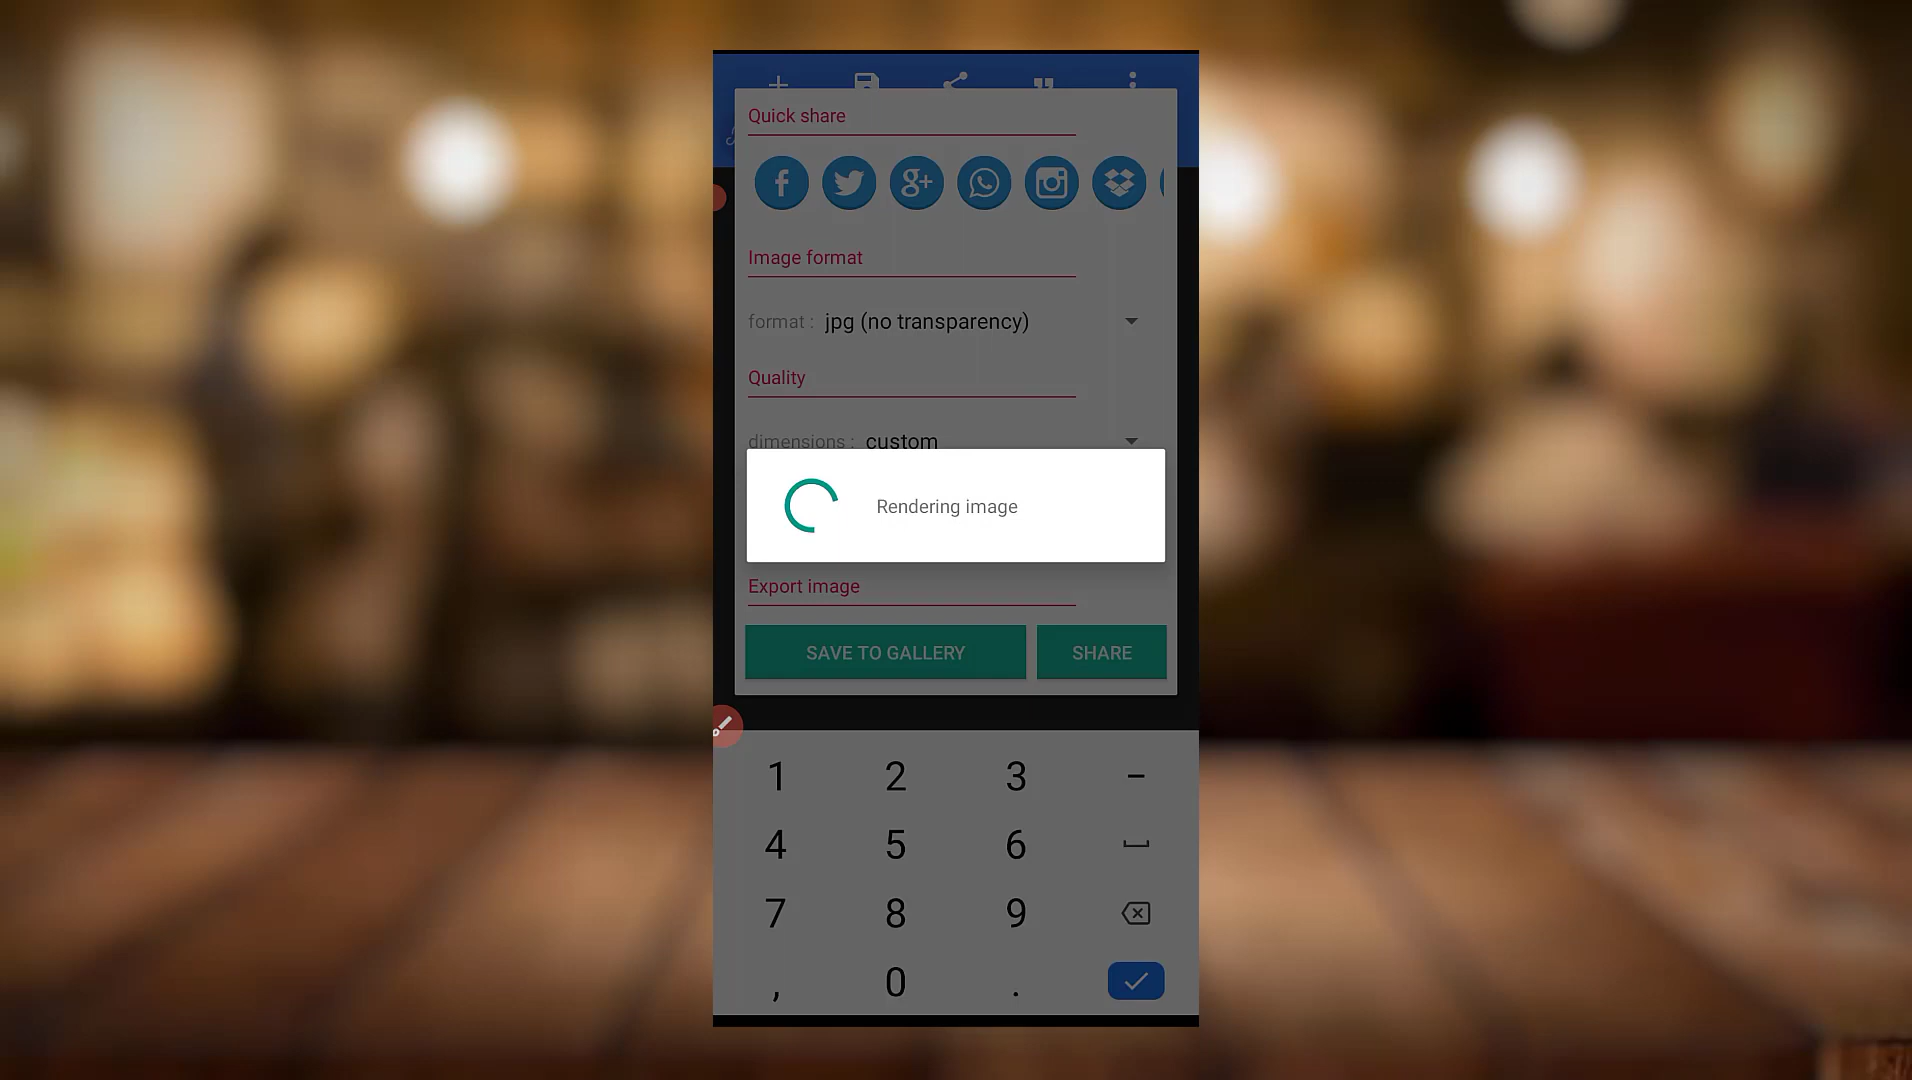 Quick share
Image format
format : jpg (no transparency)
Quality
dimensions : custom
Rendering image
Export image
SAVE TO GALLERY SHARE
1 2 3 -
4 5 6
7 8 9
, 0 .